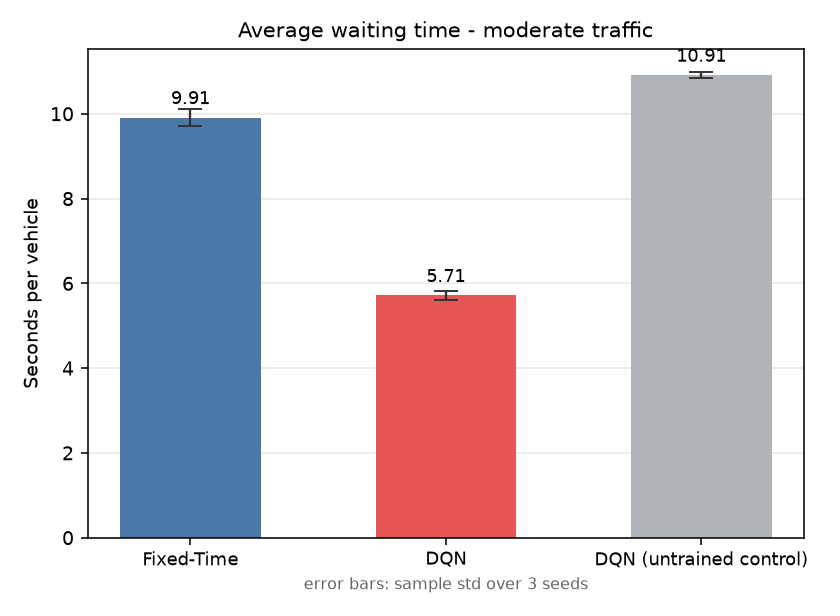 Average waiting time - moderate traffic
10.91
9.91
10
8
5.71
6
4
2
0
Seconds per vehicle
Fixed-Time
DQN
DQN (untrained control)
error bars: sample std over 3 seeds